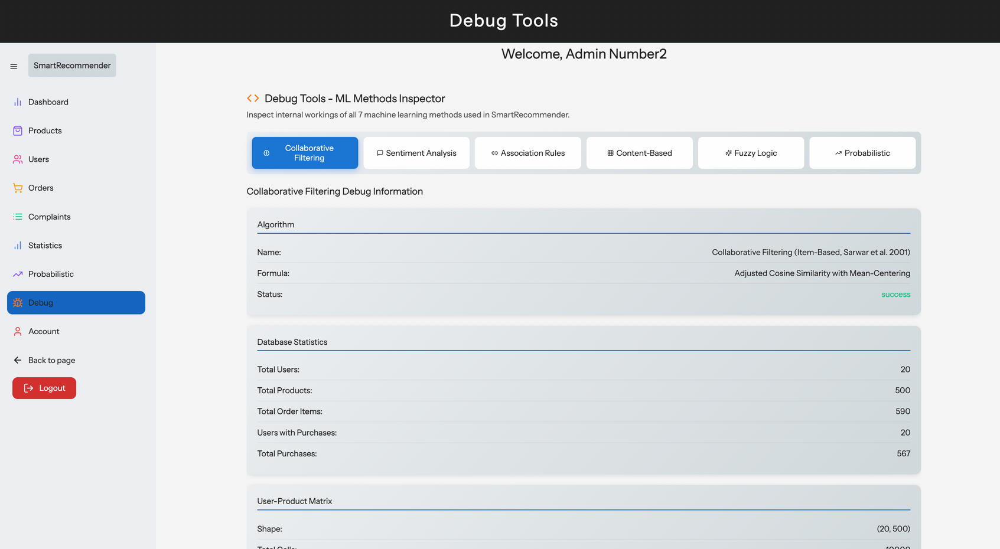 Debug Tools
SmartRecommender
Dashboard
Products
Users
Orders
Complaints
Statistics
Probabilistic
Debug
Account
Back to page
Logout
Welcome, Admin Number2
Debug Tools - ML Methods Inspector
Inspect internal workings of all 7 machine learning methods used in SmartRecommender.
Collaborative
Filtering
Sentiment Analysis
Association Rules
Content-Based
Fuzzy Logic
Probabilistic
Collaborative Filtering Debug Information
Algorithm
Name: Collaborative Filtering (Item-Based, Sarwar et al. 2001)
Formula: Adjusted Cosine Similarity with Mean-Centering
Status: success
Database Statistics
Total Users: 20
Total Products: 500
Total Order Items: 590
Users with Purchases: 20
Total Purchases: 567
User-Product Matrix
Shape: (20, 500)